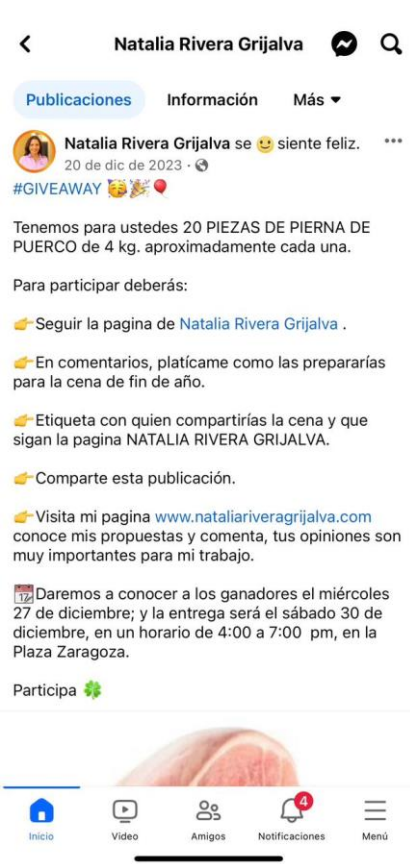 Natalia Rivera Grijalva
Publicaciones Información Más ▼
Natalia Rivera Grijalva se 🙂 siente feliz.
20 de dic de 2023 ·
#GIVEAWAY 🥳🎉🎈
Tenemos para ustedes 20 PIEZAS DE PIERNA DE
PUERCO de 4 kg. aproximadamente cada una.
Para participar deberás:
👉Seguir la pagina de Natalia Rivera Grijalva .
👉En comentarios, platícame como las prepararías
para la cena de fin de año.
👉Etiqueta con quien compartirías la cena y que
sigan la pagina NATALIA RIVERA GRIJALVA.
👉Comparte esta publicación.
👉Visita mi pagina www.nataliariveragrijalva.com
conoce mis propuestas y comenta, tus opiniones son
muy importantes para mi trabajo.
📆Daremos a conocer a los ganadores el miércoles
27 de diciembre; y la entrega será el sábado 30 de
diciembre, en un horario de 4:00 a 7:00 pm, en la
Plaza Zaragoza.
Participa 🍀
4
Inicio Video Amigos Notificaciones Menú